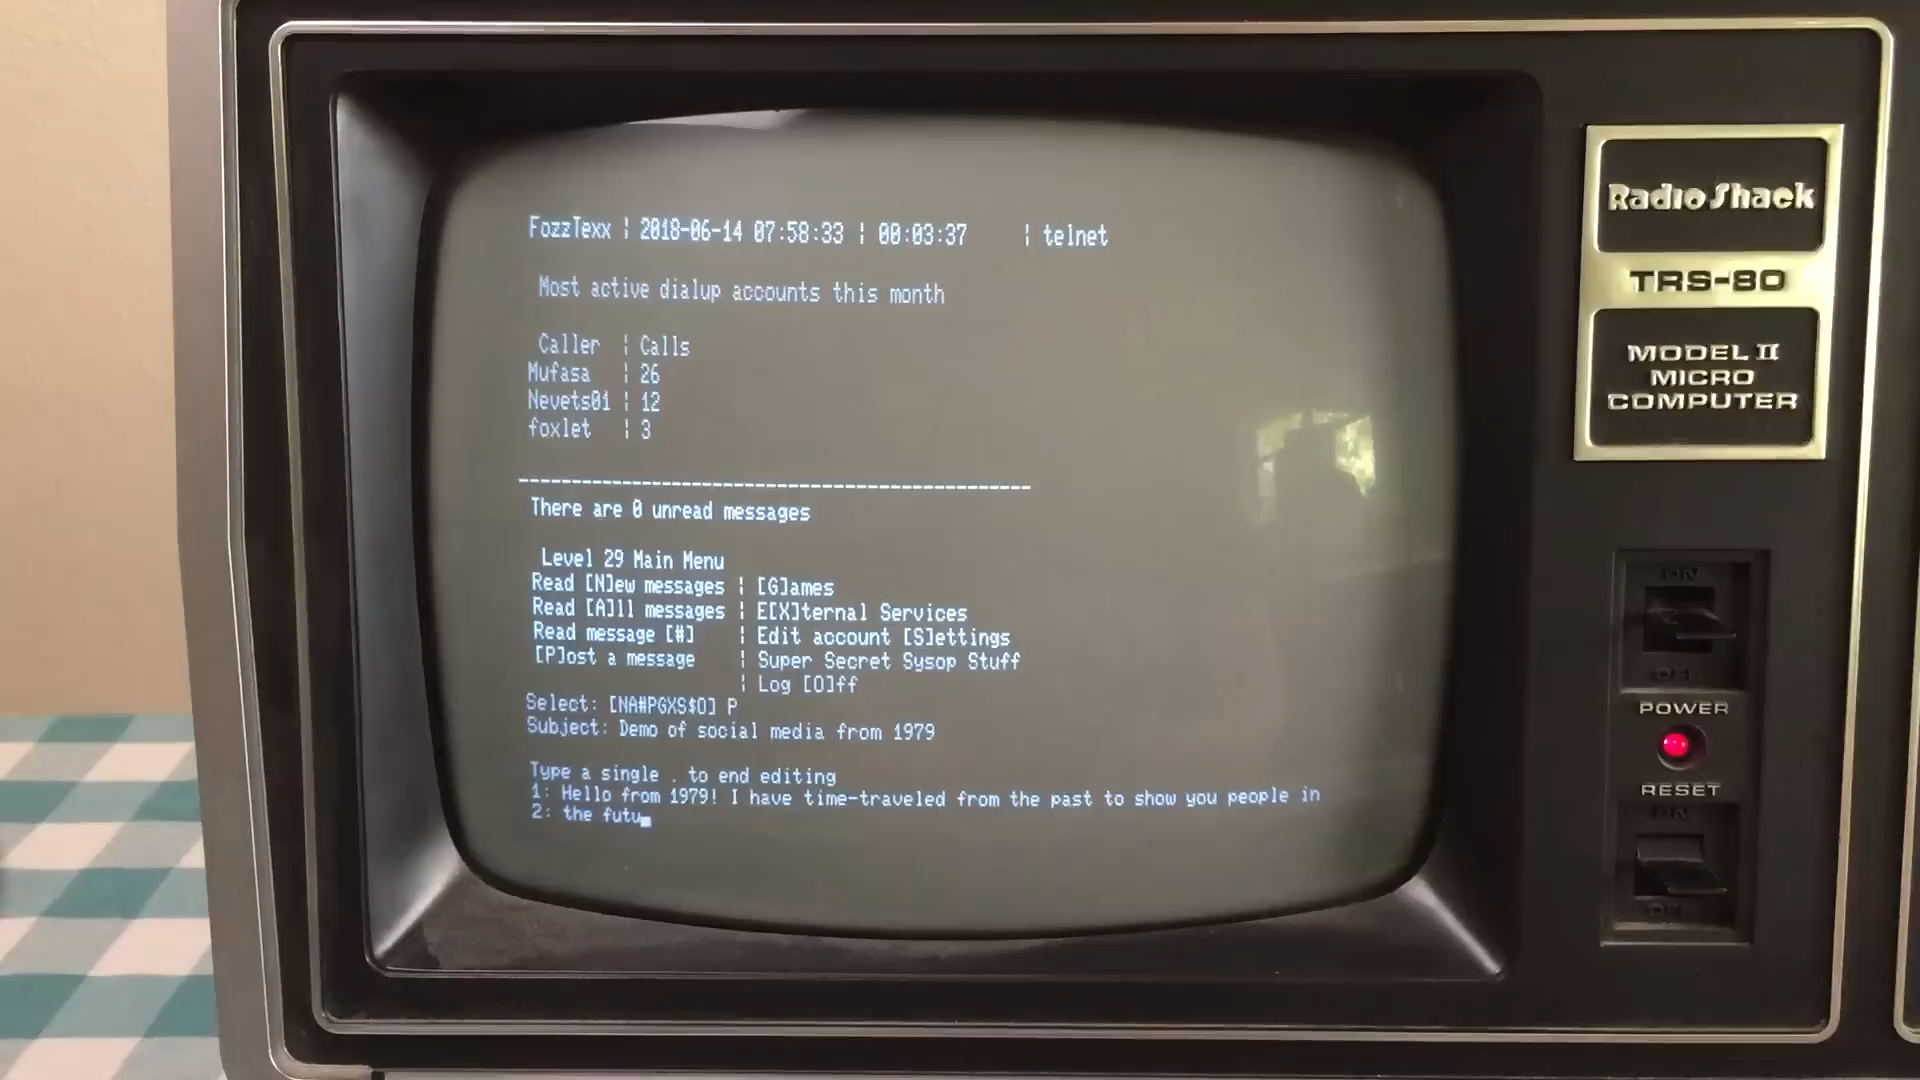 FozzTexx ¦ 2018-06-14 07:58:33 ¦ 00:03:37 ¦ telnet
Most active dialup accounts this month
Caller ¦ Calls
Mufasa ¦ 26
Nevets01 ¦ 12
foxlet ¦ 3
--------------------------------------------------
There are 0 unread messages
Level 29 Main Menu
Read [N]ew messages ¦ [G]ames
Read [A]ll messages ¦ E[X]ternal Services
Read message [#] ¦ Edit account [S]ettings
[P]ost a message ¦ Super Secret Sysop Stuff
¦ Log [O]ff
Select: [NA#PGXS$O] P
Subject: Demo of social media from 1979
Type a single . to end editing
1: Hello from 1979! I have time-traveled from the past to show you people in
2: the futu
Radio Shack
TRS-80
MODEL II
MICRO
COMPUTER
ON
OFF
POWER
RESET
ON
OFF